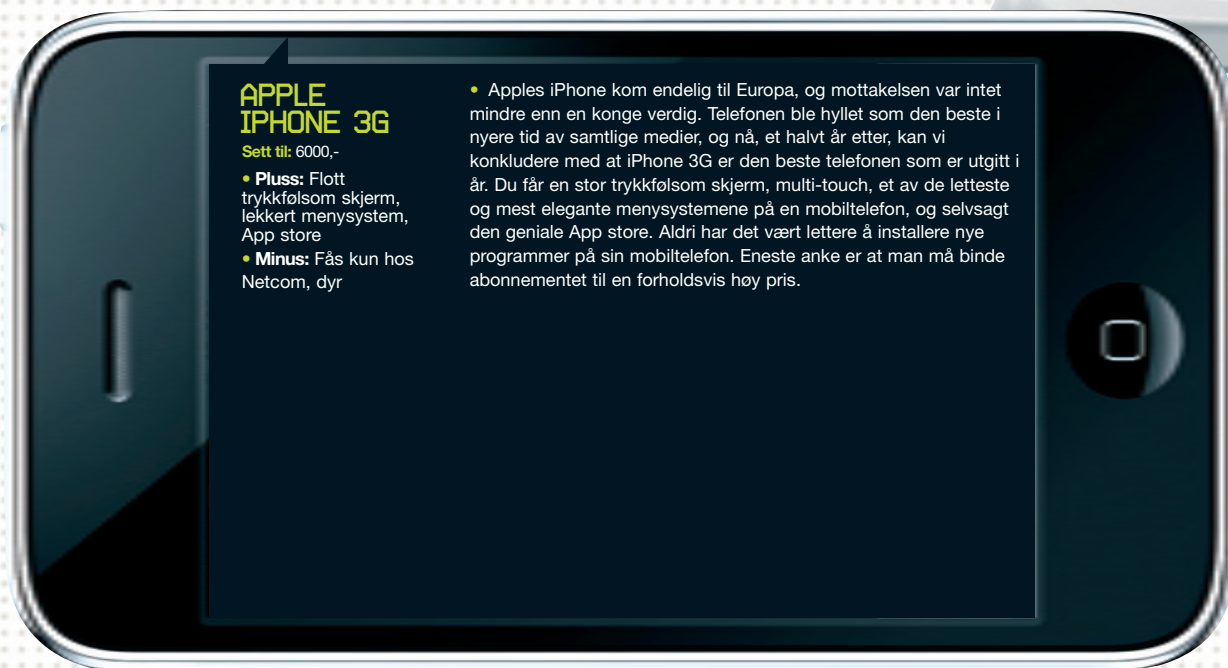 APPLE
IPHONE 3G
Sett til: 6000,-
• Pluss: Flott
trykkfølsom skjerm,
lekkert menysystem,
App store
• Minus: Fås kun hos
Netcom, dyr
• Apples iPhone kom endelig til Europa, og mottakelsen var intet
mindre enn en konge verdig. Telefonen ble hyllet som den beste i
nyere tid av samtlige medier, og nå, et halvt år etter, kan vi
konkludere med at iPhone 3G er den beste telefonen som er utgitt i
år. Du får en stor trykkfølsom skjerm, multi-touch, et av de letteste
og mest elegante menysystemene på en mobiltelefon, og selvsagt
den geniale App store. Aldri har det vært lettere å installere nye
programmer på sin mobiltelefon. Eneste anke er at man må binde
abonnementet til en forholdsvis høy pris.